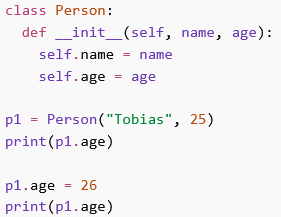 class Person:
  def __init__(self, name, age):
    self.name = name
    self.age = age

p1 = Person("Tobias", 25)
print(p1.age)

p1.age = 26
print(p1.age)